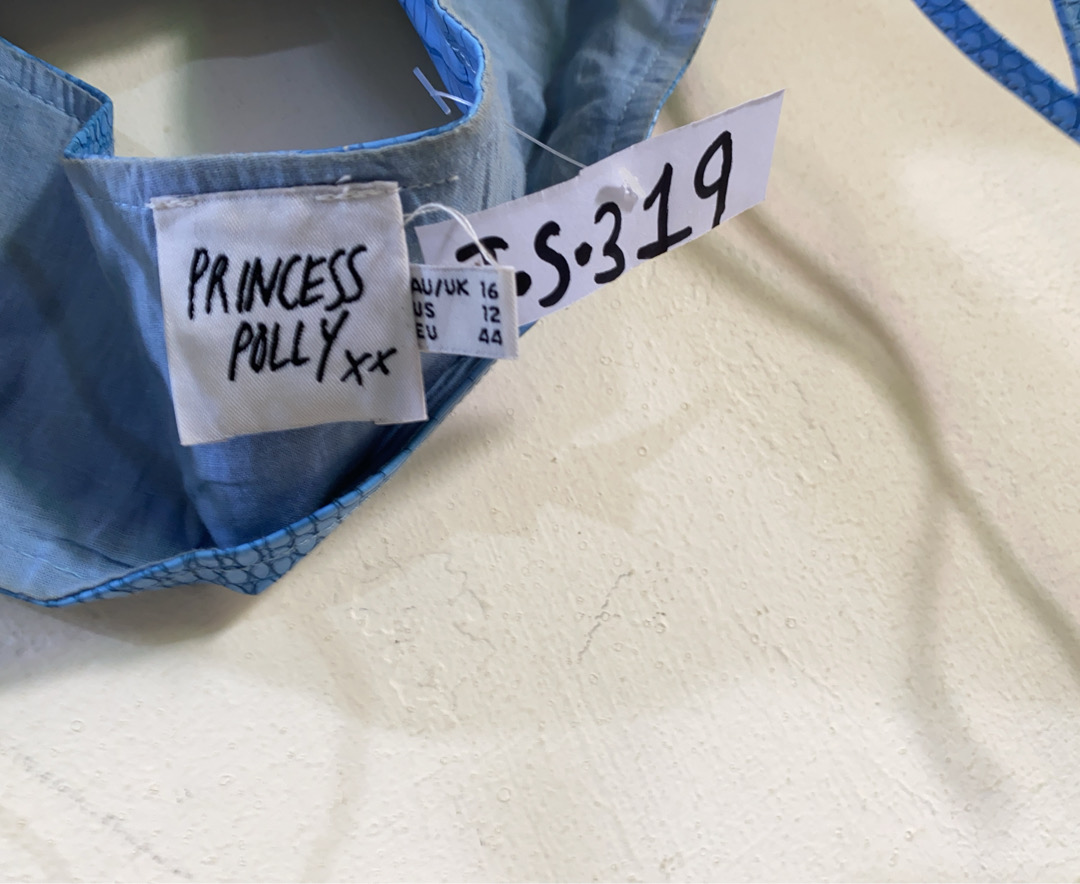 PRINCESS
POLLY xx
AU/UK 16
US 12
EU 44
S.319